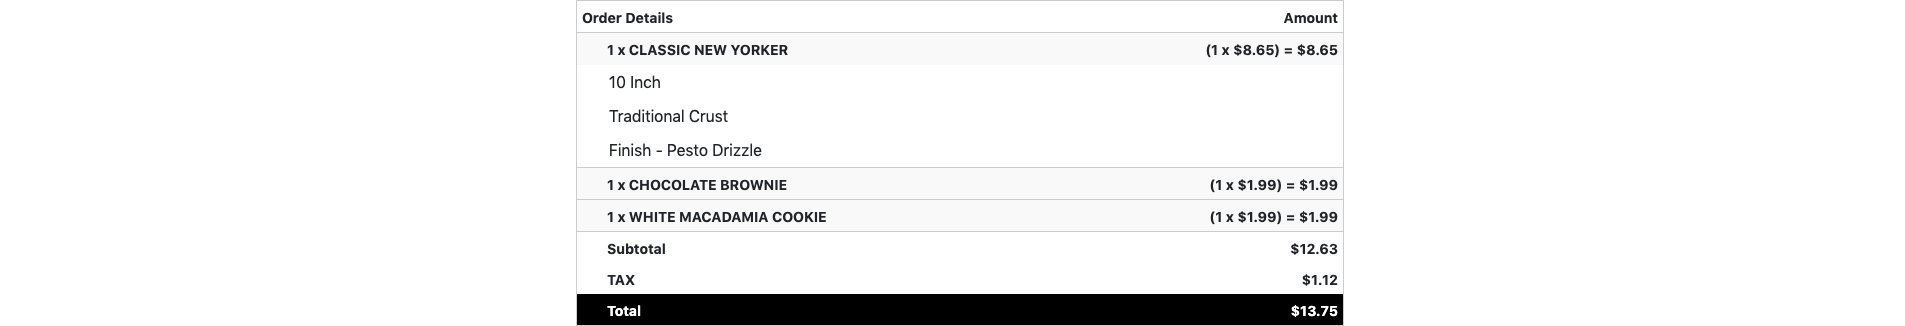 Order Details Amount
1 x CLASSIC NEW YORKER (1 x $8.65) = $8.65
10 Inch
Traditional Crust
Finish - Pesto Drizzle
1 x CHOCOLATE BROWNIE (1 x $1.99) = $1.99
1 x WHITE MACADAMIA COOKIE (1 x $1.99) = $1.99
Subtotal $12.63
TAX $1.12
Total $13.75